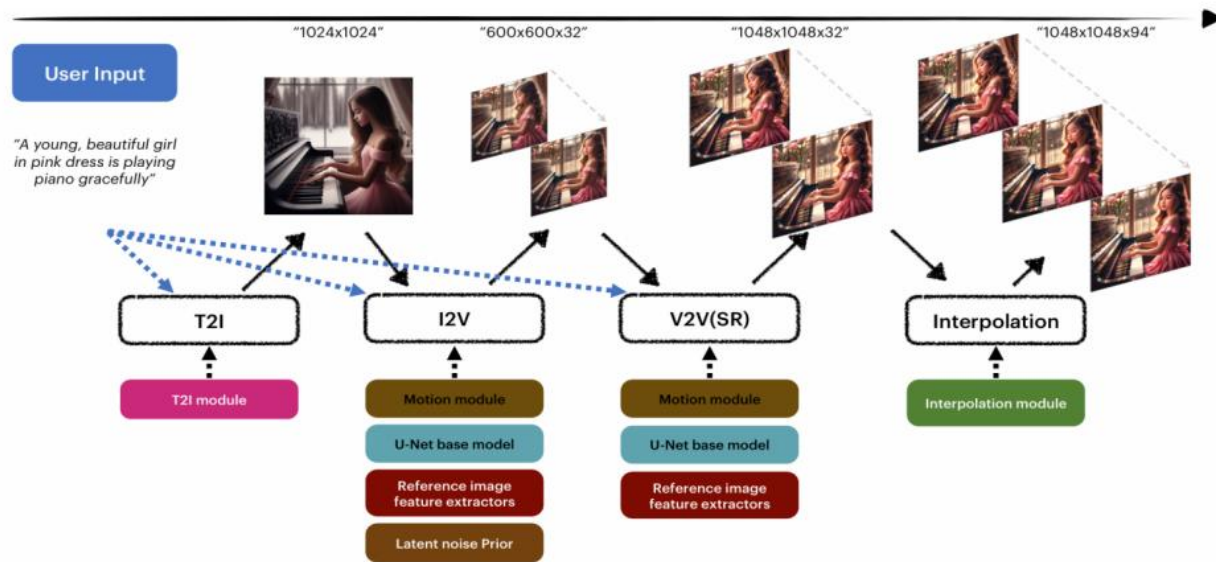 "1024x1024"
"600x600x32"
"1048x1048x32"
"1048x1048x94"
User Input
"A young, beautiful girl
in pink dress is playing
piano gracefully"
T2I
I2V
V2V(SR)
Interpolation
T2I module
Motion module
U-Net base model
Reference image
feature extractors
Latent noise Prior
Motion module
U-Net base model
Reference image
feature extractors
Interpolation module